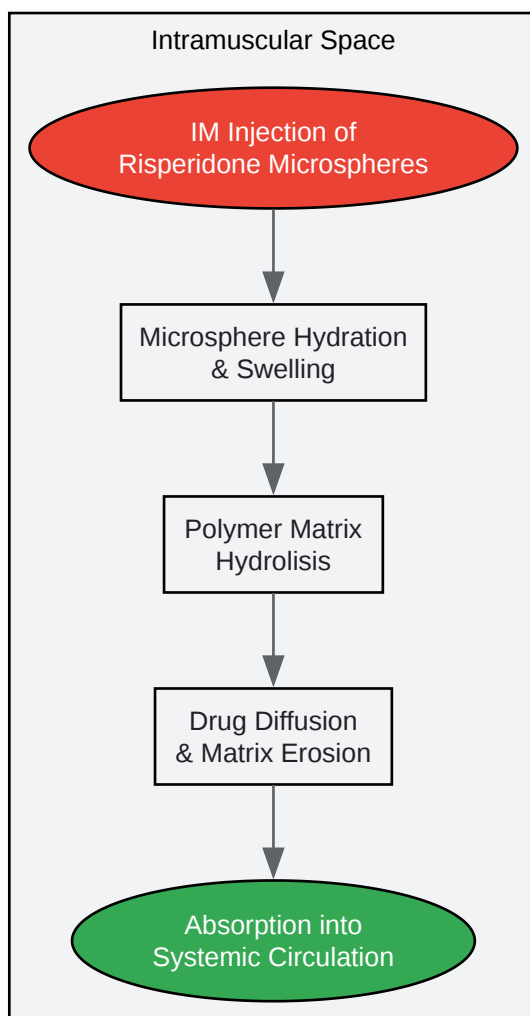 Intramuscular Space
IM Injection of
Risperidone Microspheres
Microsphere Hydration
& Swelling
Polymer Matrix
Hydrolisis
Drug Diffusion
& Matrix Erosion
Absorption into
Systemic Circulation